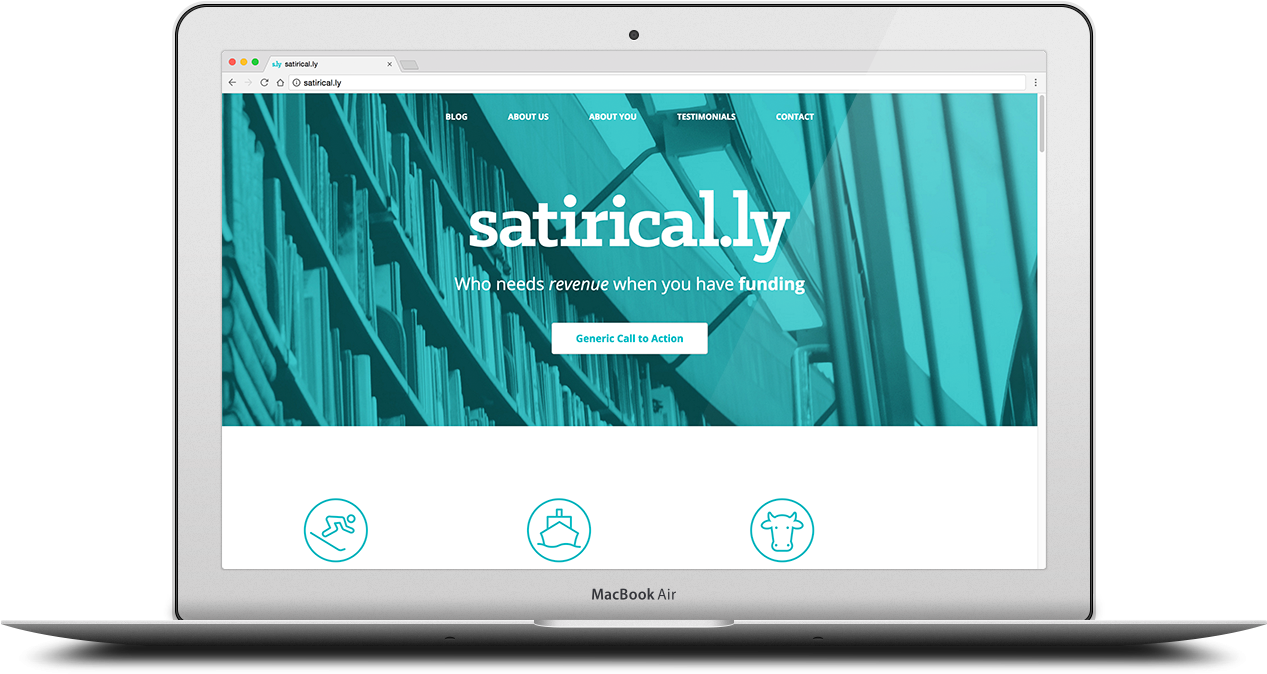 s.ly satirical.ly
satirical.ly
BLOG ABOUT US ABOUT YOU TESTIMONIALS CONTACT
satirical.ly
Who needs revenue when you have funding
Generic Call to Action
MacBook Air